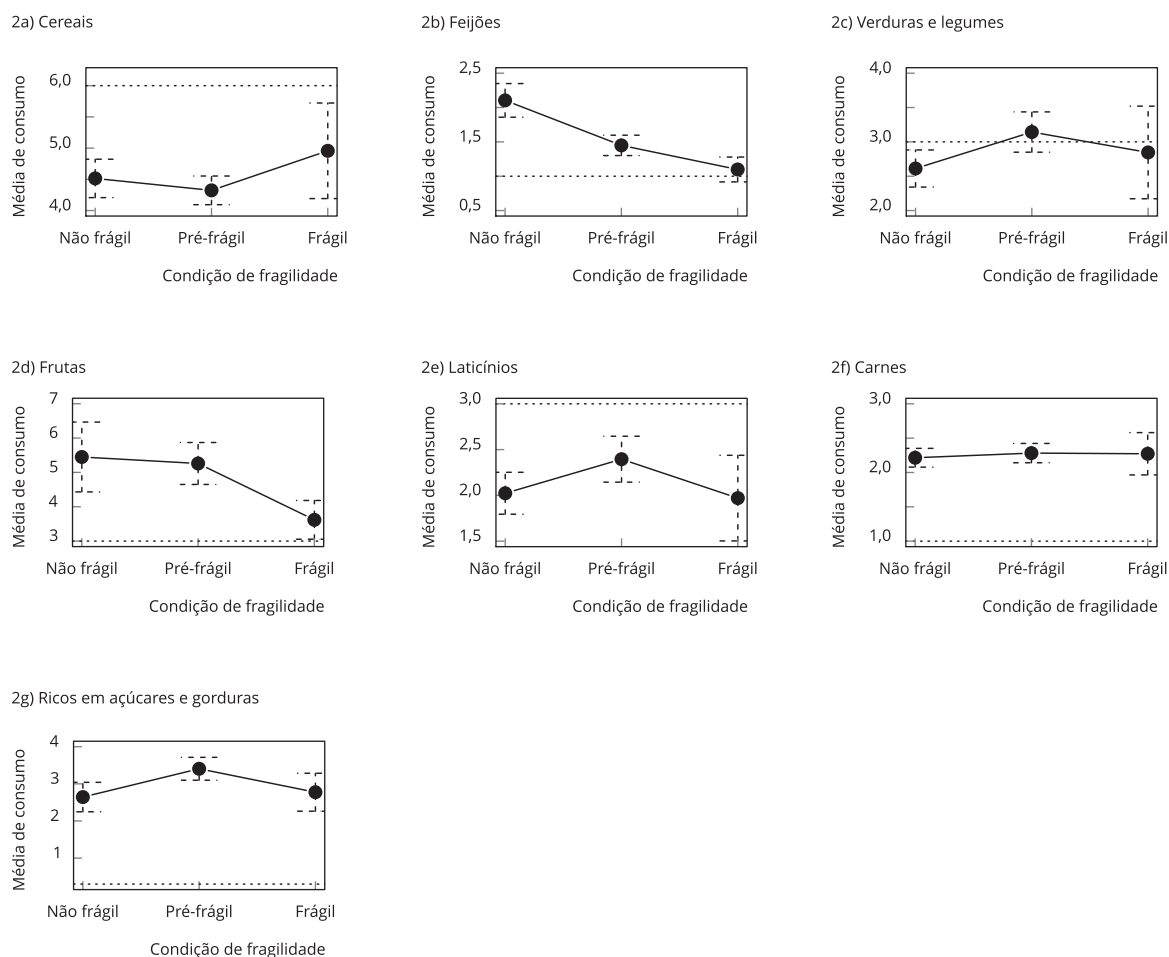 2a) Cereais
Média de consumo
6,0
5,0
4,0
Não frágil Pré-frágil Frágil
Condição de fragilidade
2b) Feijões
Média de consumo
2,5
1,5
0,5
Não frágil Pré-frágil Frágil
Condição de fragilidade
2c) Verduras e legumes
Média de consumo
4,0
3,0
2,0
Não frágil Pré-frágil Frágil
Condição de fragilidade
2d) Frutas
Média de consumo
7
6
5
4
3
Não frágil Pré-frágil Frágil
Condição de fragilidade
2e) Laticínios
Média de consumo
3,0
2,5
2,0
1,5
Não frágil Pré-frágil Frágil
Condição de fragilidade
2f) Carnes
Média de consumo
3,0
2,0
1,0
Não frágil Pré-frágil Frágil
Condição de fragilidade
2g) Ricos em açúcares e gorduras
Média de consumo
4
3
2
1
Não frágil Pré-frágil Frágil
Condição de fragilidade